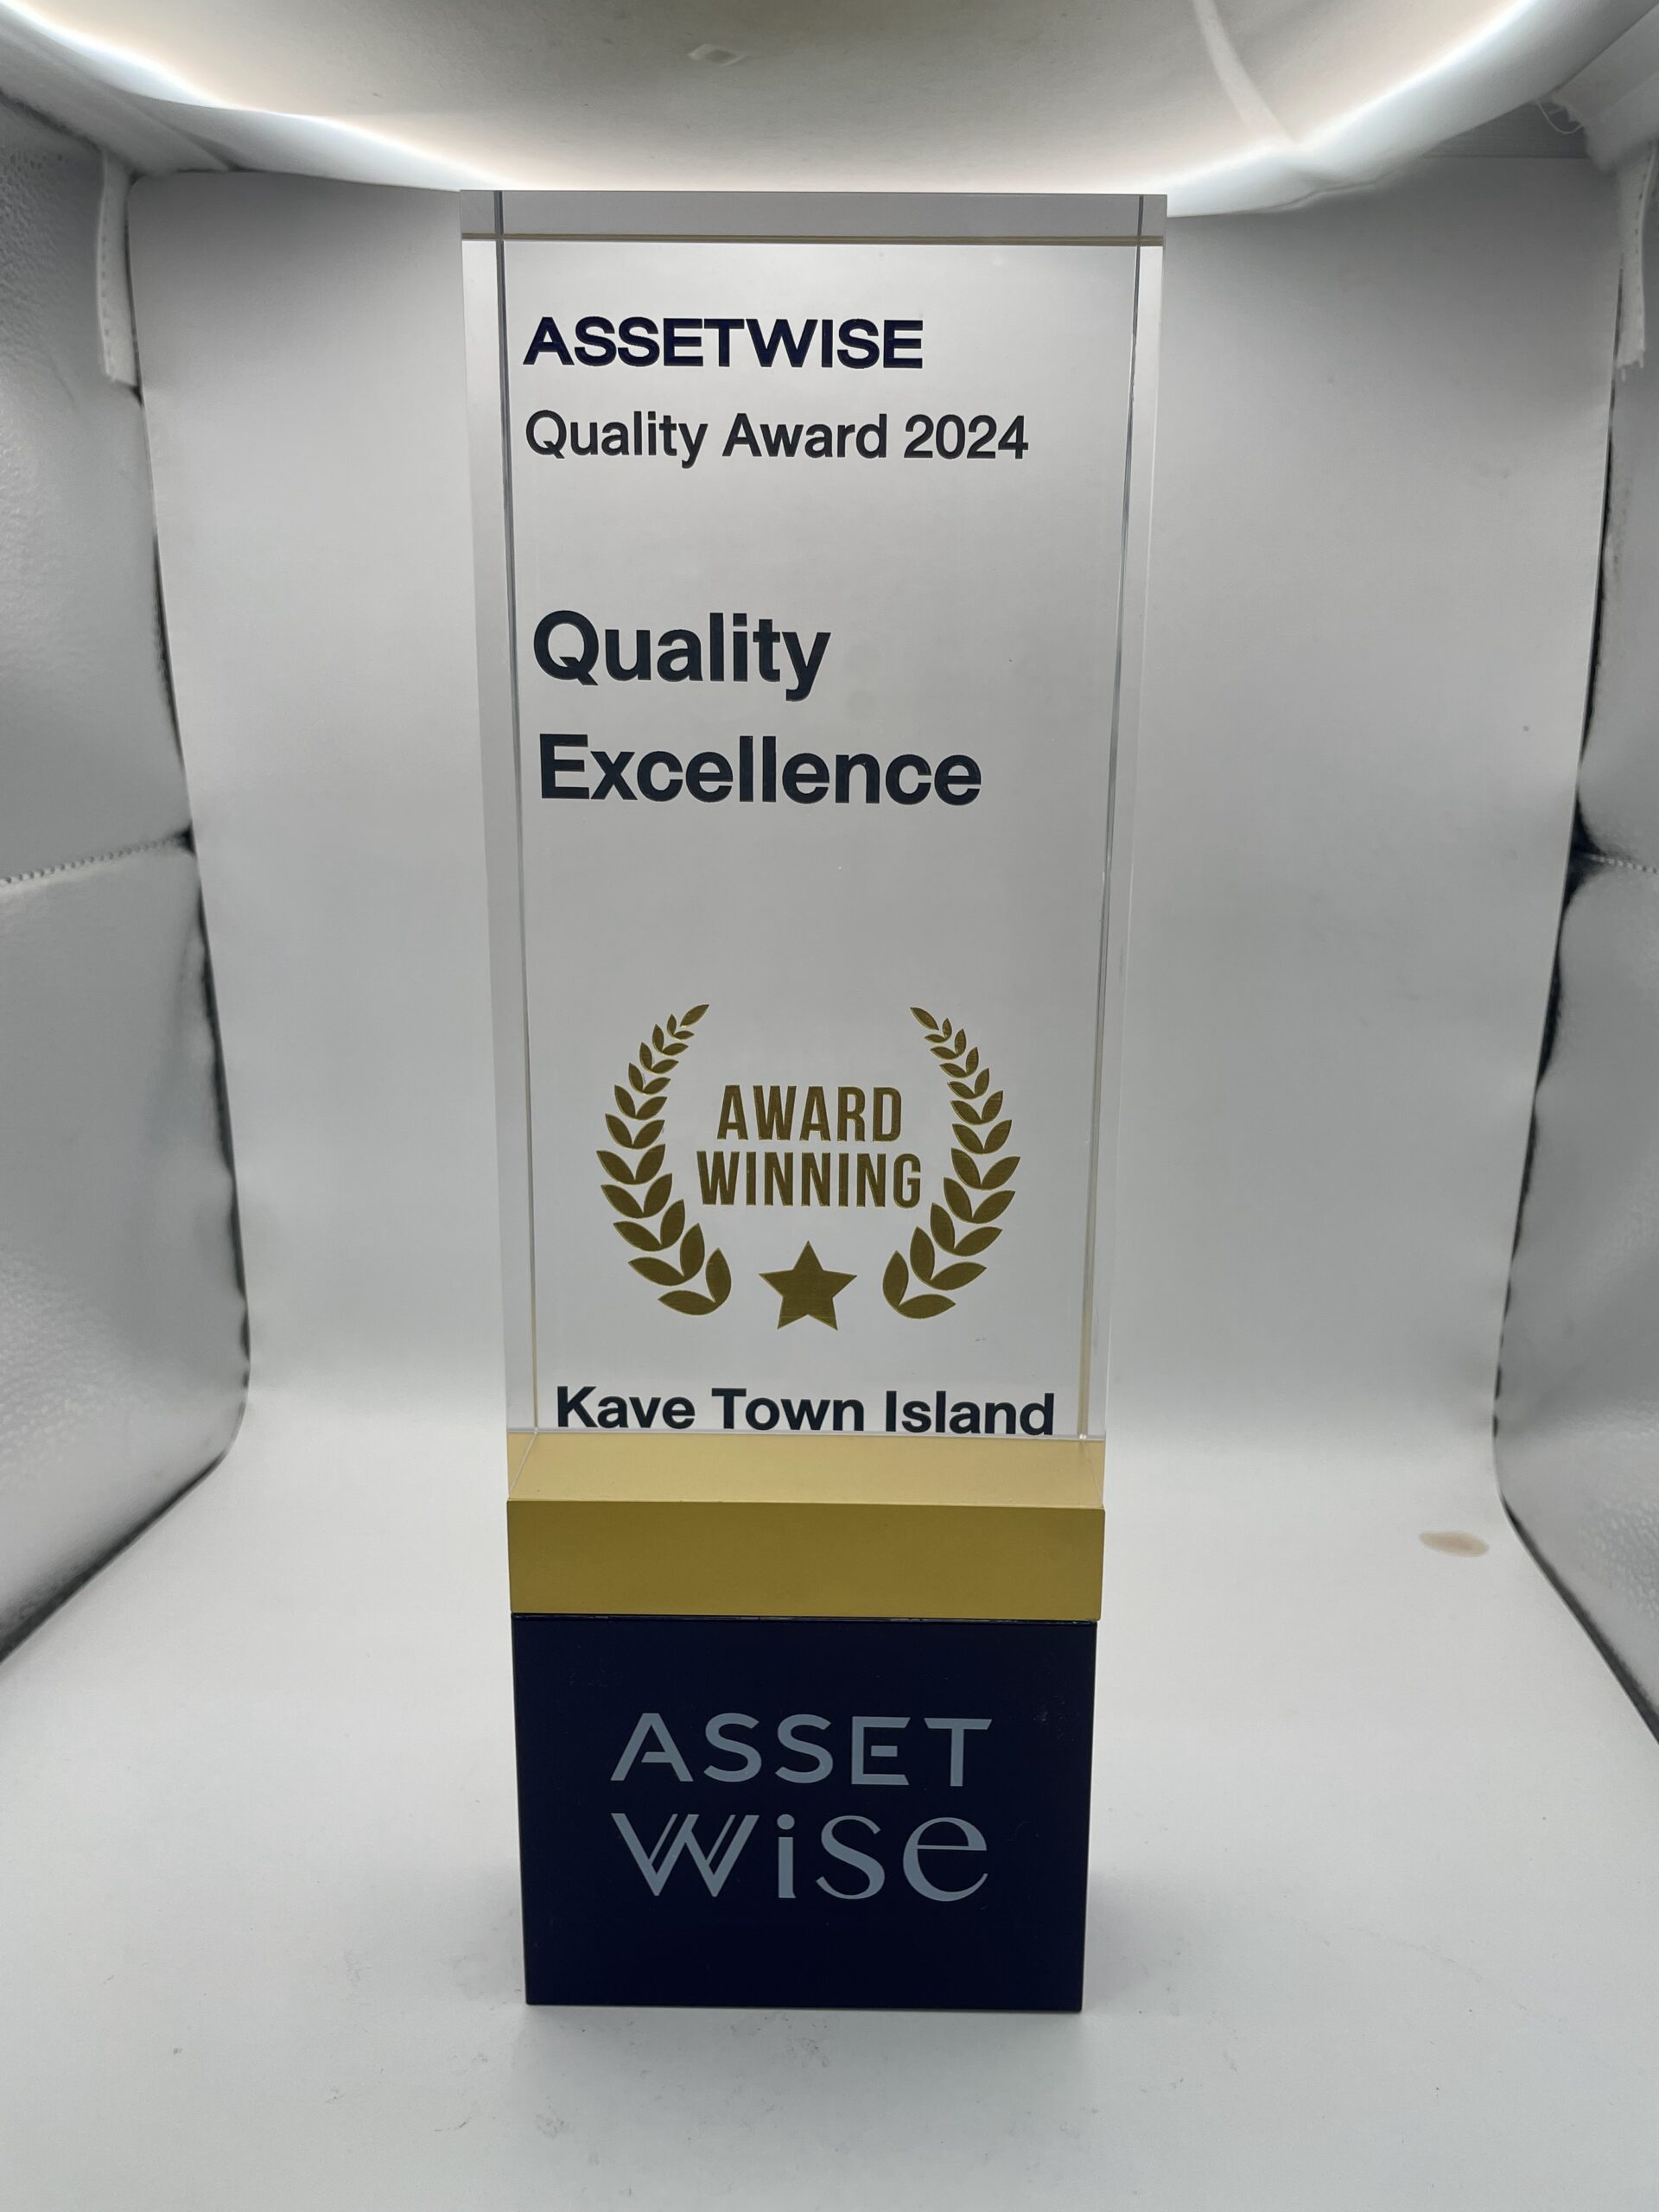 ASSETWISE
Quality Award 2024
Quality
Excellence
AWARD
WINNING
Kave Town Island
ASSET
wise